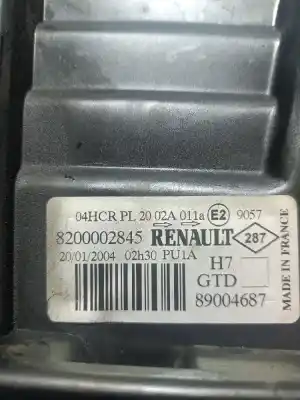 04HCR PL 20 02A 011a E2 9057
8200002845 RENAULT 287
20/01/2004 02h30 PU1A
H7
GTD
89004687
MADE IN FRANCE